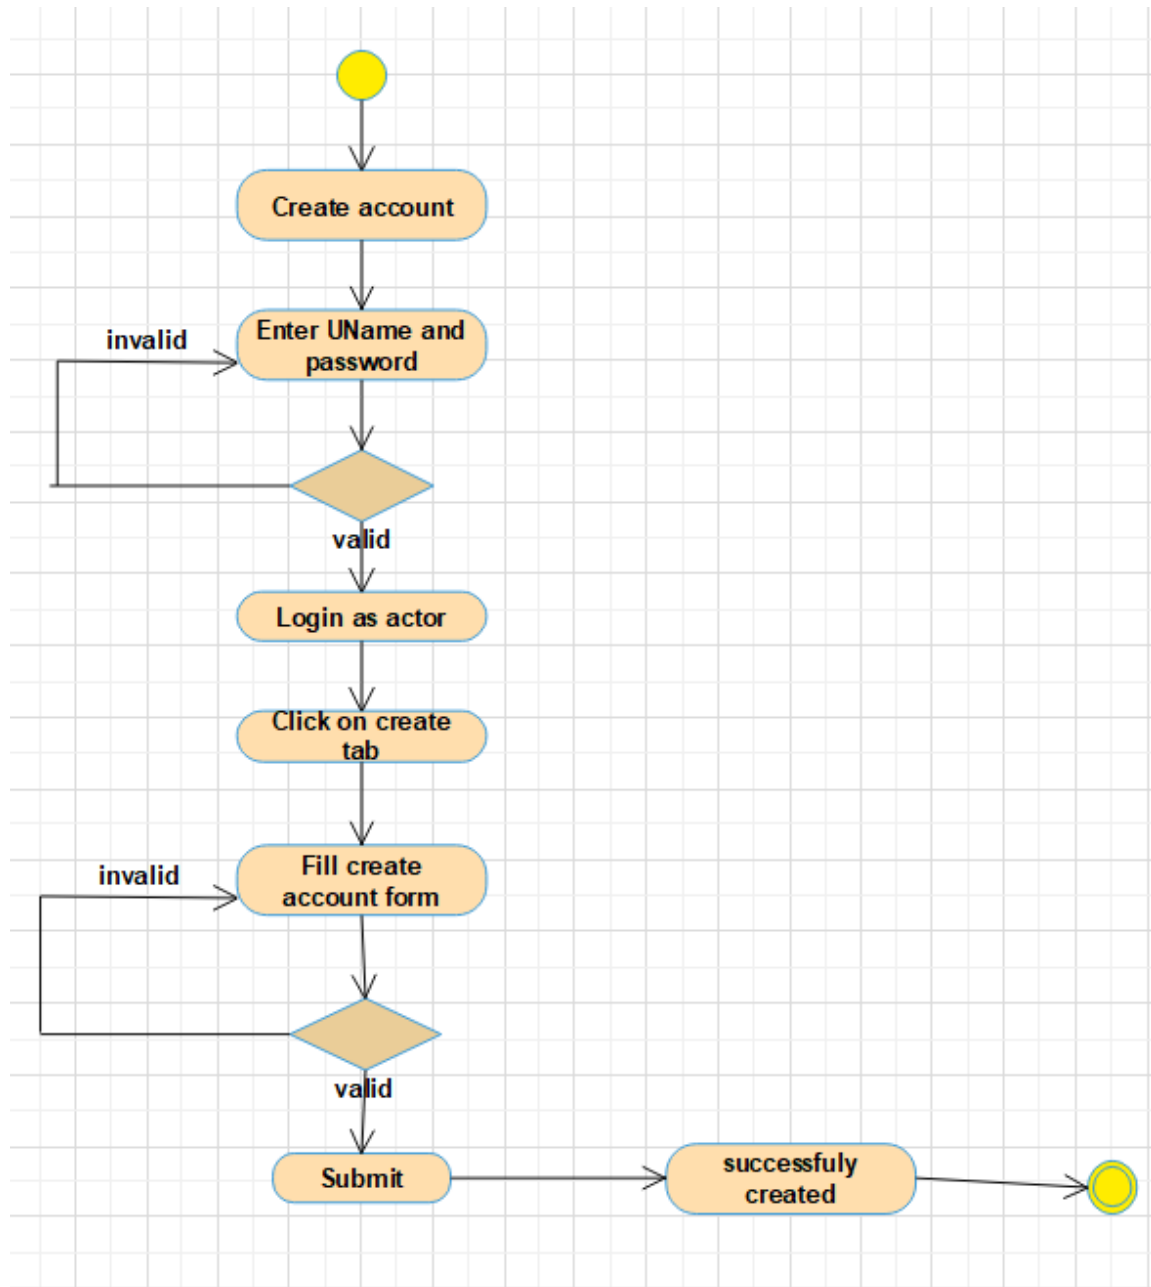 Create account
invalid
Enter UName and
password
valid
Login as actor
Click on create
tab
invalid
Fill create
account form
valid
Submit
successfuly
created